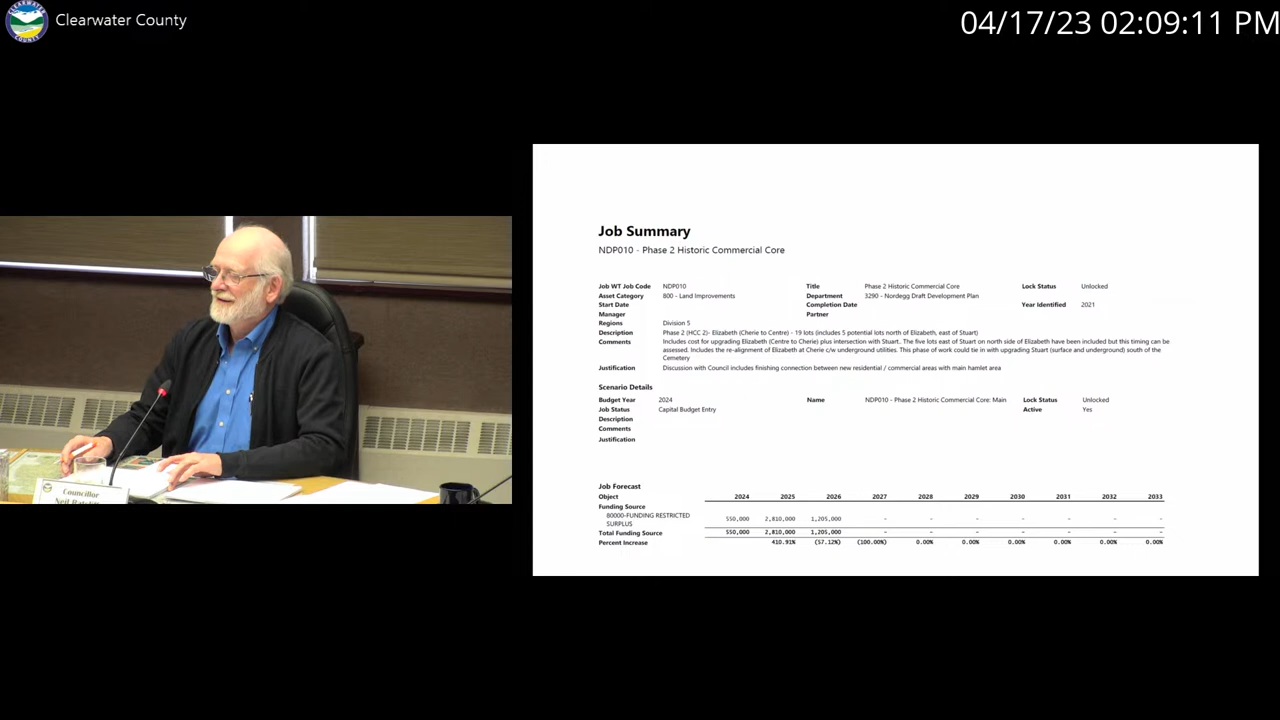 Clearwater County
04/17/23 02:09:11 PM
Job Summary
NDP010 - Phase 2 Historic Commercial Core
Job WT Job Code NDP010 Title Phase 2 Historic Commercial Core Lock Status Unlocked
Asset Category 800 - Land Improvements Department 3290 - Nordegg Draft Development Plan
Start Date Completion Date Year Identified 2021
Manager Partner
Regions Division 5
Description Phase 2 (HCC 2)- Elizabeth (Cherie to Centre) - 19 lots (includes 5 potential lots north of Elizabeth, east of Stuart)
Comments Includes cost for upgrading Elizabeth (Centre to Cherie) plus intersection with Stuart. The five lots east of Stuart on north side of Elizabeth have been included but this timing can be
assessed. Includes the re-alignment of Elizabeth at Cherie c/w underground utilities. This phase of work could tie in with upgrading Stuart (surface and underground) south of the
Cemetery
Justification Discussion with Council includes finishing connection between new residential / commercial areas with main hamlet area
Scenario Details
Budget Year 2024 Name NDP010 - Phase 2 Historic Commercial Core: Main Lock Status Unlocked
Job Status Capital Budget Entry Active Yes
Description
Comments
Justification
Job Forecast
Object 2024 2025 2026 2027 2028 2029 2030 2031 2032 2033
Funding Source
80000-FUNDING RESTRICTED
SURPLUS 550,000 2,810,000 1,205,000 - - - - - - -
Total Funding Source 550,000 2,810,000 1,205,000 - - - - - - -
Percent Increase 410.91% (57.12%) (100.00%) 0.00% 0.00% 0.00% 0.00% 0.00% 0.00%
Councillor
Neil